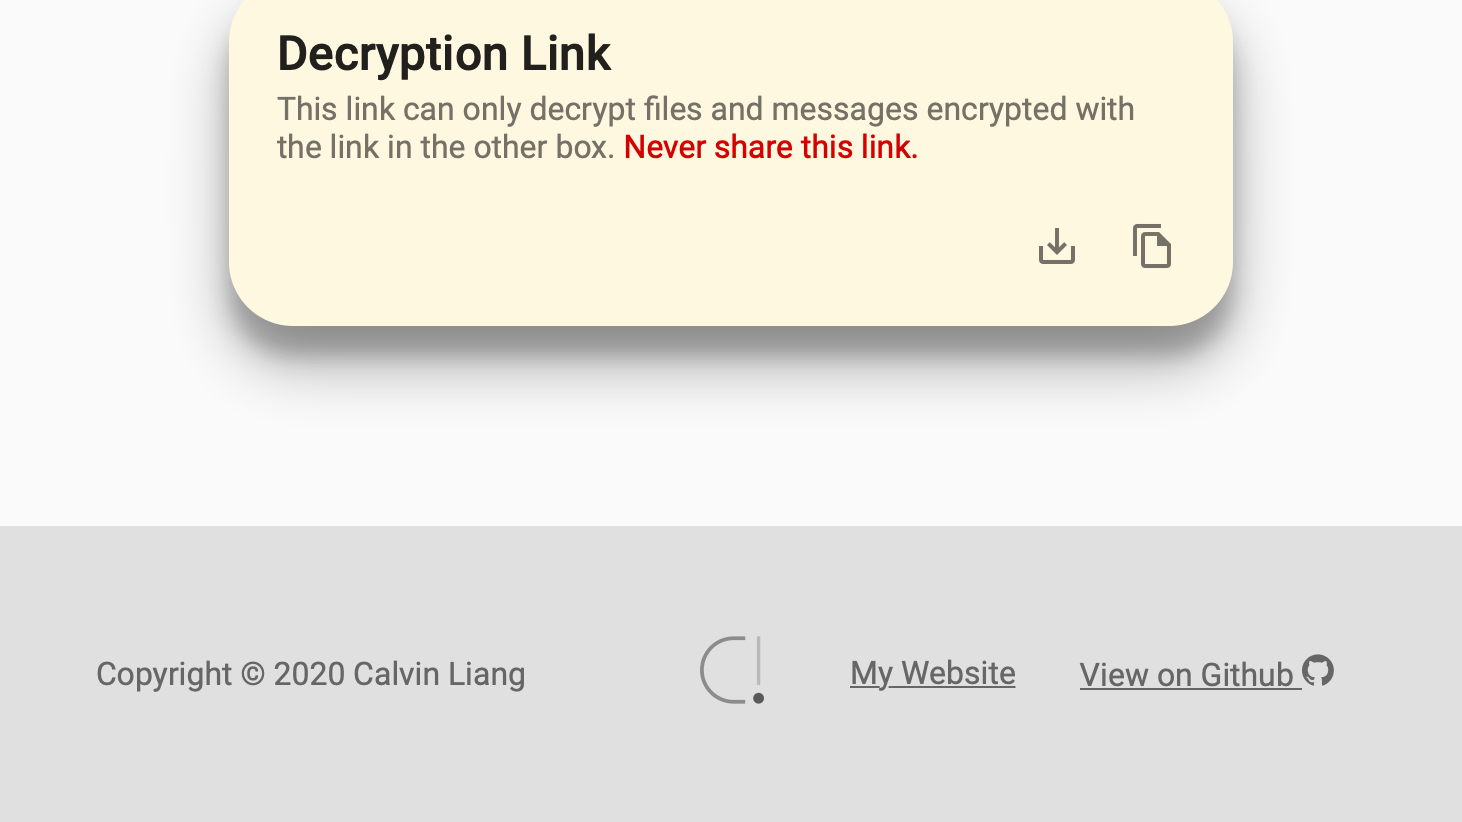 Decryption Link
This link can only decrypt files and messages encrypted with
the link in the other box. Never share this link.
Copyright © 2020 Calvin Liang
My Website
View on Github